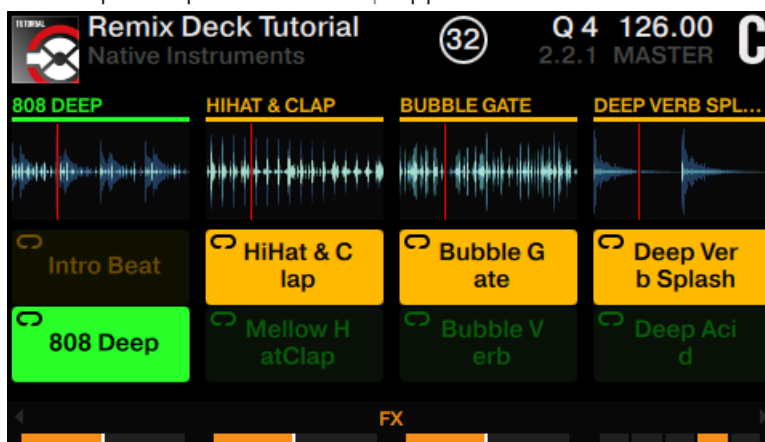 TUTORIAL
Remix Deck Tutorial
Native Instruments
32
Q 4 126.00
2.2.1 MASTER
C
808 DEEP
HIHAT & CLAP
BUBBLE GATE
DEEP VERB SPL...
Intro Beat
HiHat & C
lap
Bubble G
ate
Deep Ver
b Splash
808 Deep
Mellow H
atClap
Bubble V
erb
Deep Aci
d
FX